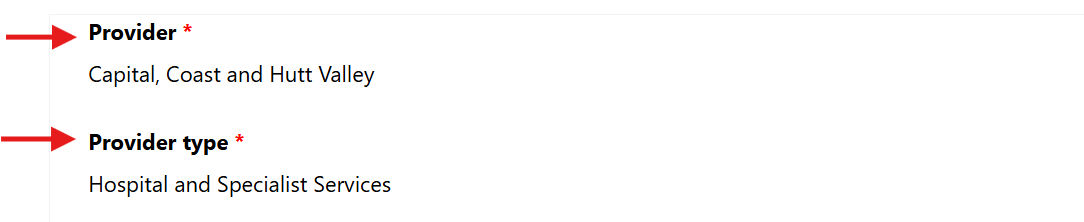 Provider *
Capital, Coast and Hutt Valley
Provider type *
Hospital and Specialist Services